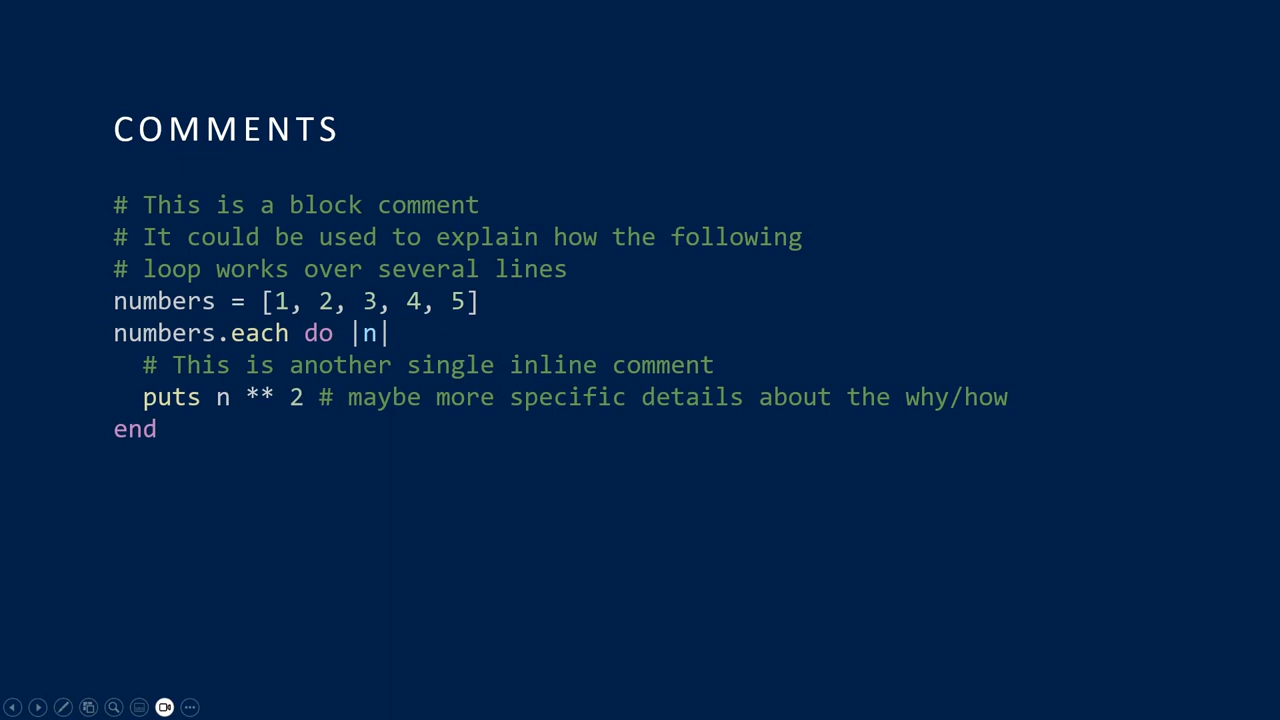 COMMENTS
# This is a block comment
# It could be used to explain how the following
# loop works over several lines
numbers = [1, 2, 3, 4, 5]
numbers.each do |n|
  # This is another single inline comment
  puts n ** 2 # maybe more specific details about the why/how
end